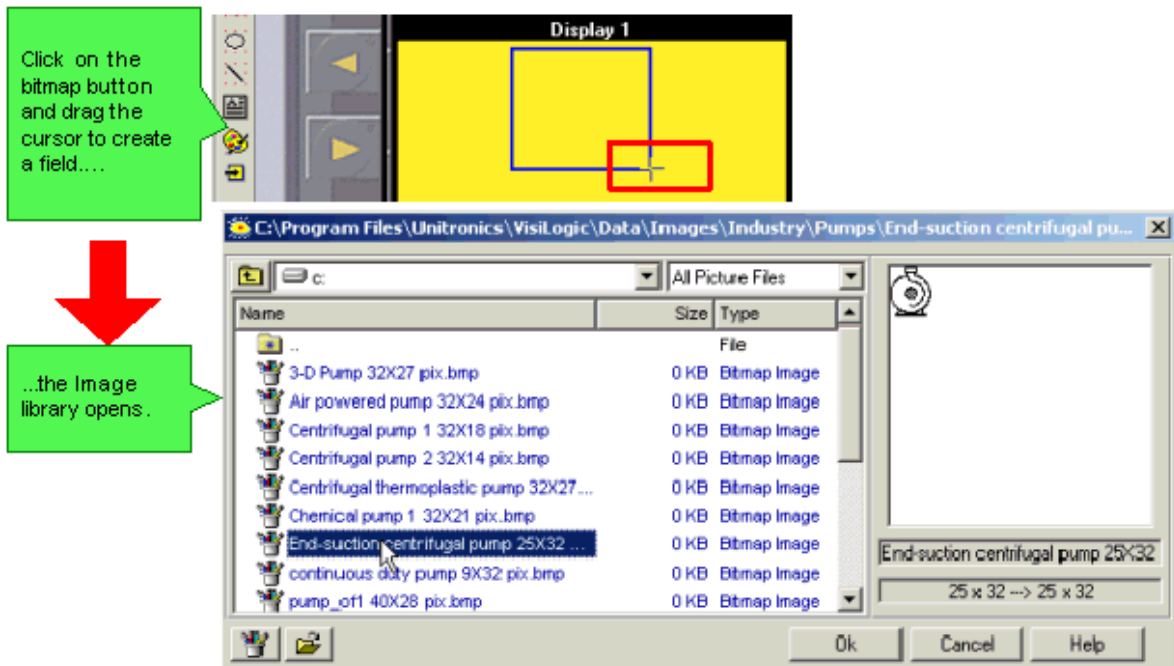 Click on the
bitmap button
and drag the
cursor to create
a field....
Display 1
C:\Program Files\Unitronics\VisiLogic\Data\Images\Industry\Pumps\End-suction centrifugal pu...
c:
All Picture Files
Name Size Type
.. File
3-D Pump 32X27 pix.bmp 0 KB Bitmap Image
Air powered pump 32X24 pix.bmp 0 KB Bitmap Image
Centrifugal pump 1 32X18 pix.bmp 0 KB Bitmap Image
Centrifugal pump 2 32X14 pix.bmp 0 KB Bitmap Image
Centrifugal thermoplastic pump 32X27... 0 KB Bitmap Image
Chemical pump 1 32X21 pix..bmp 0 KB Bitmap Image
End-suction centrifugal pump 25X32 ... 0 KB Bitmap Image
continuous duty pump 9X32 pix.bmp 0 KB Bitmap Image
pump_of1 40X28 pix.bmp 0 KB Bitmap Image
End-suction centrifugal pump 25X32
25 x 32 --> 25 x 32
Ok Cancel Help
...the Image
library opens.